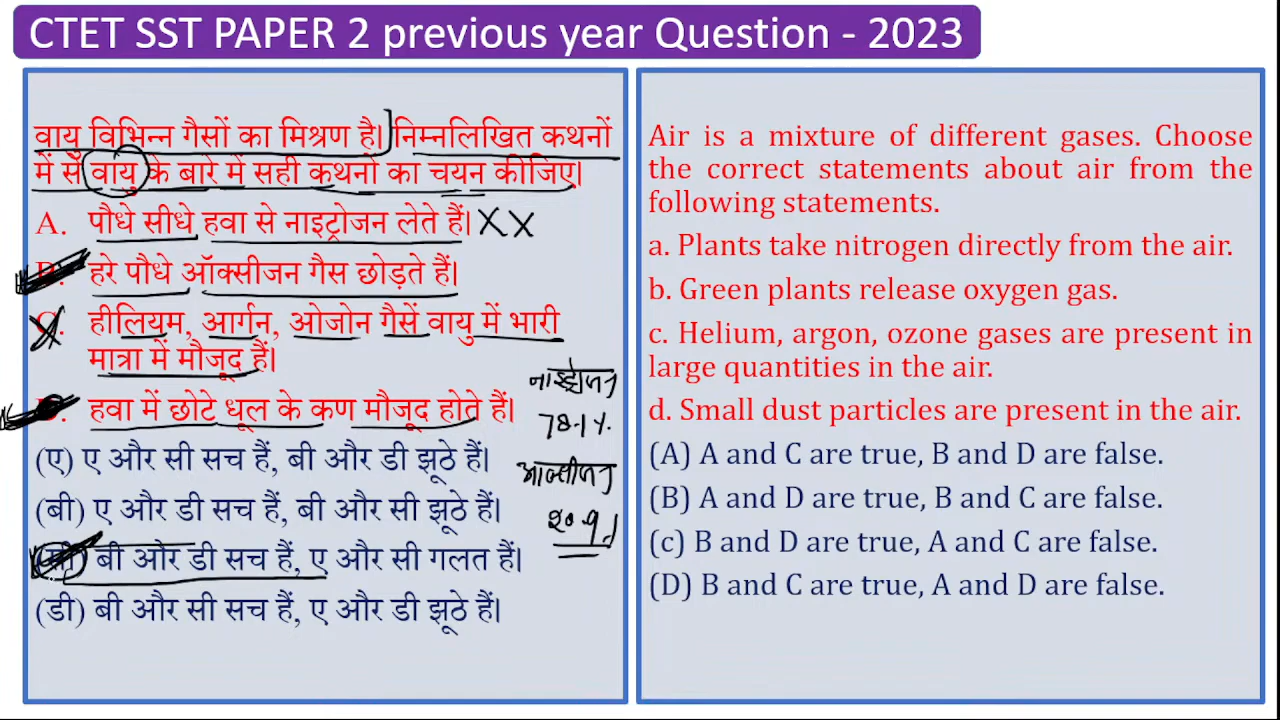 CTET SST PAPER 2 previous year Question - 2023
वायु विभिन्न गैसों का मिश्रण है। निम्नलिखित कथनों
में से वायु के बारे में सही कथनों का चयन कीजिए।
A. पौधे सीधे हवा से नाइट्रोजन लेते हैं। XX
हरे पौधे ऑक्सीजन गैस छोड़ते हैं।
C. हीलियम, आर्गन, ओजोन गैसें वायु में भारी
मात्रा में मौजूद हैं।
नाइट्रोजन
हवा में छोटे धूल के कण मौजूद होते हैं।
78.1%
(ए) ए और सी सच हैं, बी और डी झूठे हैं।
आक्सीजन
(बी) ए और डी सच हैं, बी और सी झूठे हैं।
बी और डी सच हैं, ए और सी गलत हैं।
(डी) बी और सी सच हैं, ए और डी झूठे हैं।
Air is a mixture of different gases. Choose
the correct statements about air from the
following statements.
a. Plants take nitrogen directly from the air.
b. Green plants release oxygen gas.
c. Helium, argon, ozone gases are present in
large quantities in the air.
d. Small dust particles are present in the air.
(A) A and C are true, B and D are false.
(B) A and D are true, B and C are false.
(c) B and D are true, A and C are false.
(D) B and C are true, A and D are false.